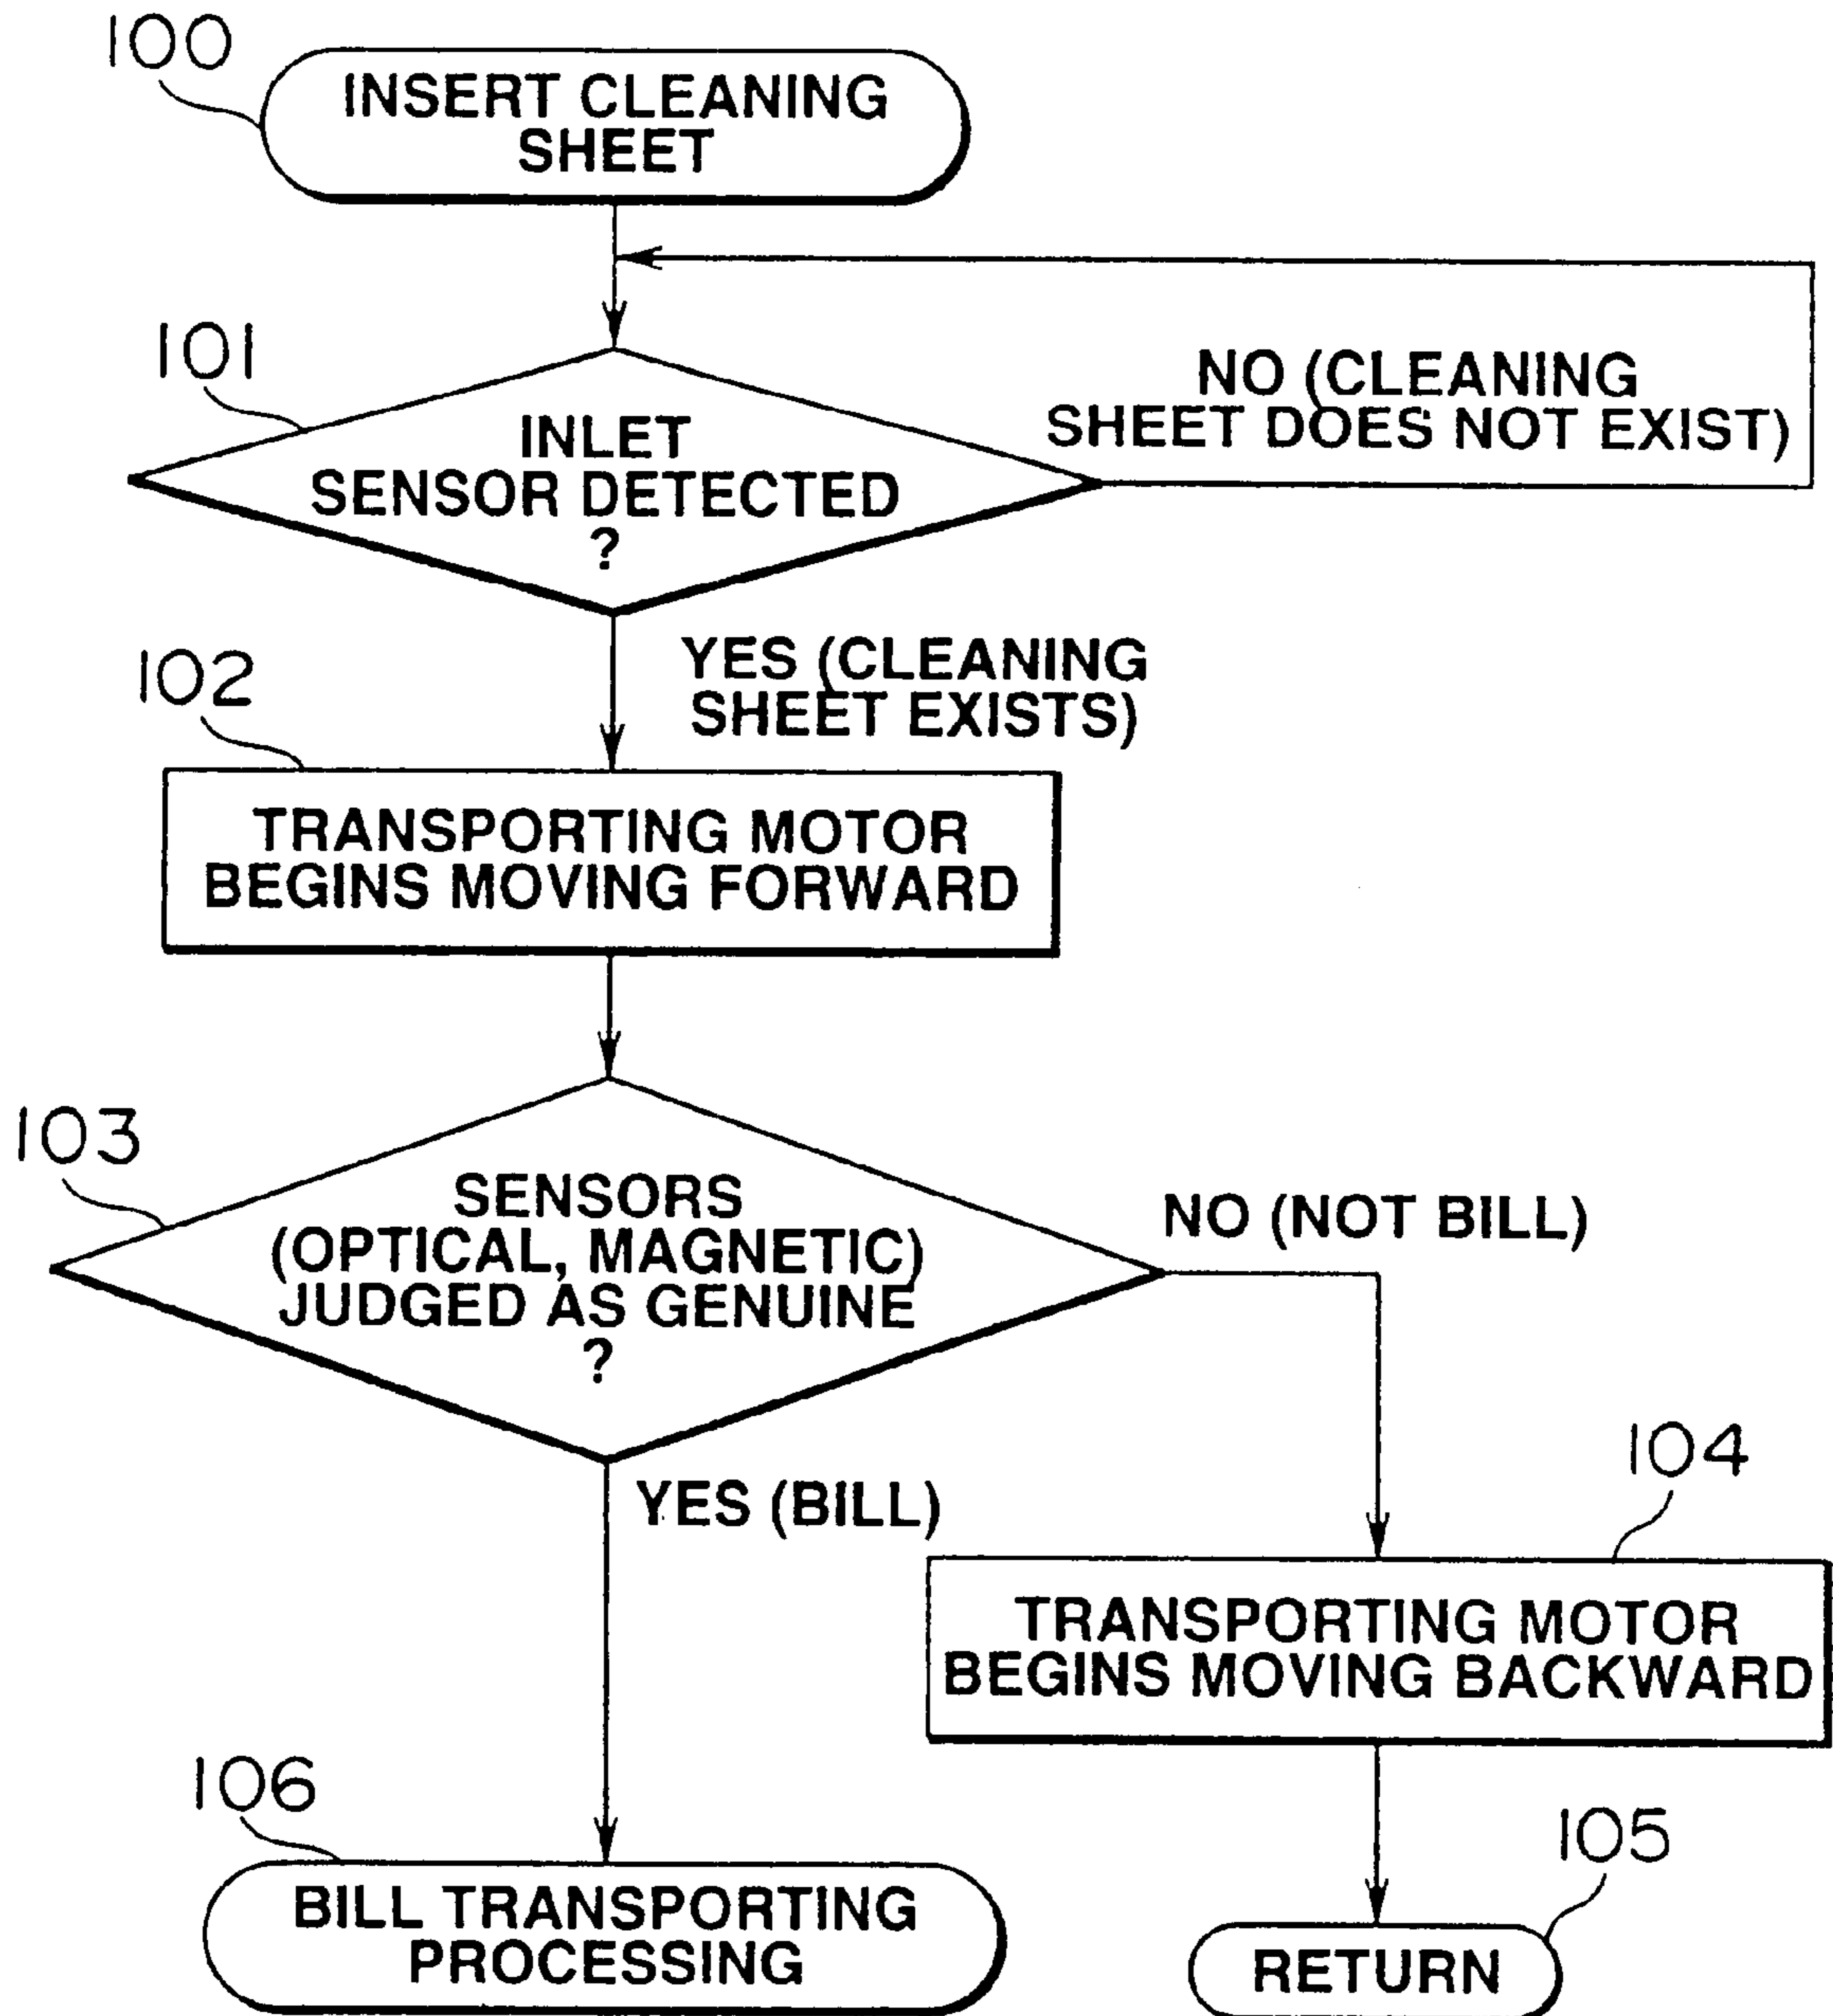 100
INSERT CLEANING
SHEET
101
INLET
SENSOR DETECTED
?
NO (CLEANING
SHEET DOES NOT EXIST)
YES (CLEANING
SHEET EXISTS)
102
TRANSPORTING MOTOR
BEGINS MOVING FORWARD
103
SENSORS
(OPTICAL, MAGNETIC)
JUDGED AS GENUINE
?
NO (NOT BILL)
YES (BILL)
104
TRANSPORTING MOTOR
BEGINS MOVING BACKWARD
106
BILL TRANSPORTING
PROCESSING
105
RETURN